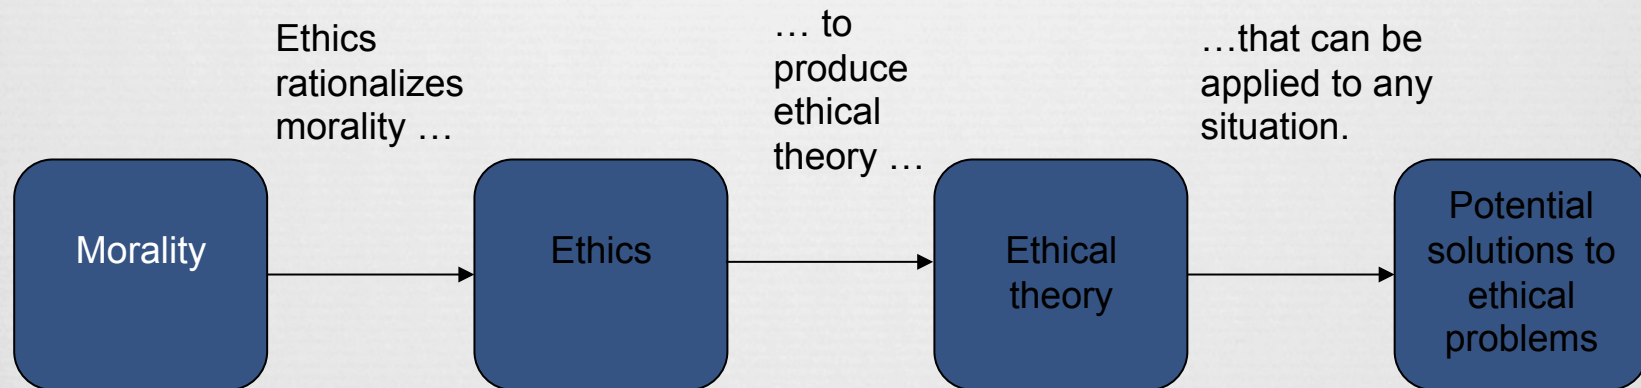 Ethics
rationalizes
morality …
… to
produce
ethical
theory …
…that can be
applied to any
situation.
Morality
Ethics
Ethical
theory
Potential
solutions to
ethical
problems